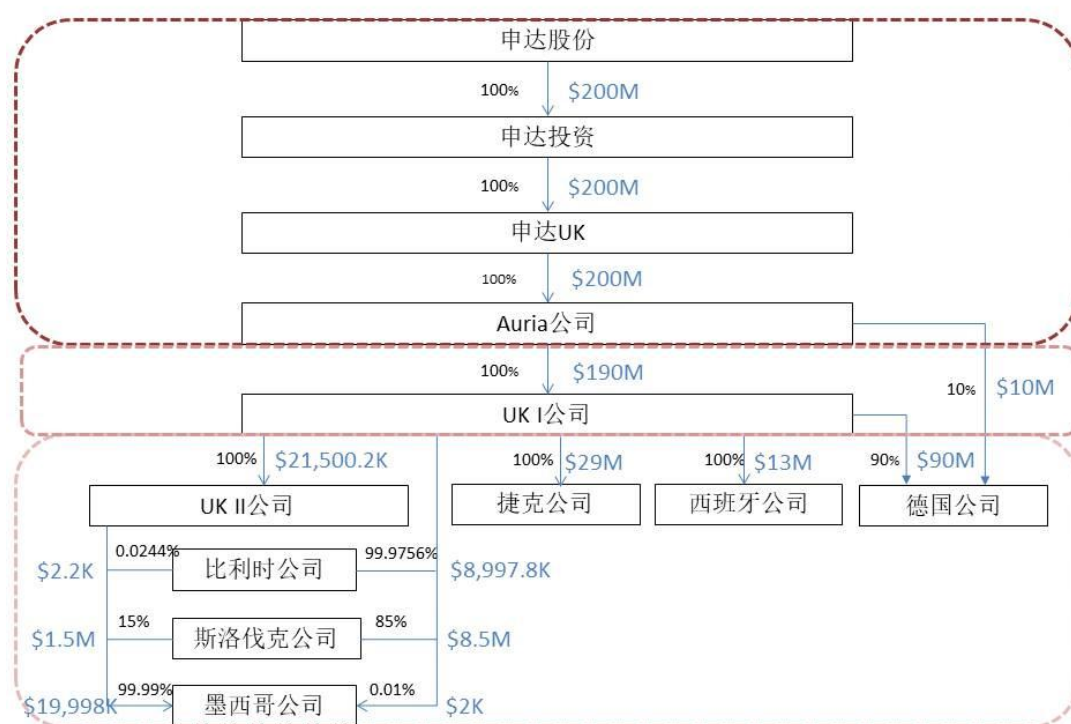 申达股份
100% $200M
申达投资
100% $200M
申达UK
100% $200M
Auria公司
100% $190M
10% $10M
UK I公司
100% $21,500.2K
100% $29M
100% $13M
90% $90M
UK II公司
捷克公司
西班牙公司
德国公司
0.0244% 99.9756%
$2.2K 比利时公司 $8,997.8K
15% 85%
$1.5M 斯洛伐克公司 $8.5M
99.99% 0.01%
$19,998K 墨西哥公司 $2K